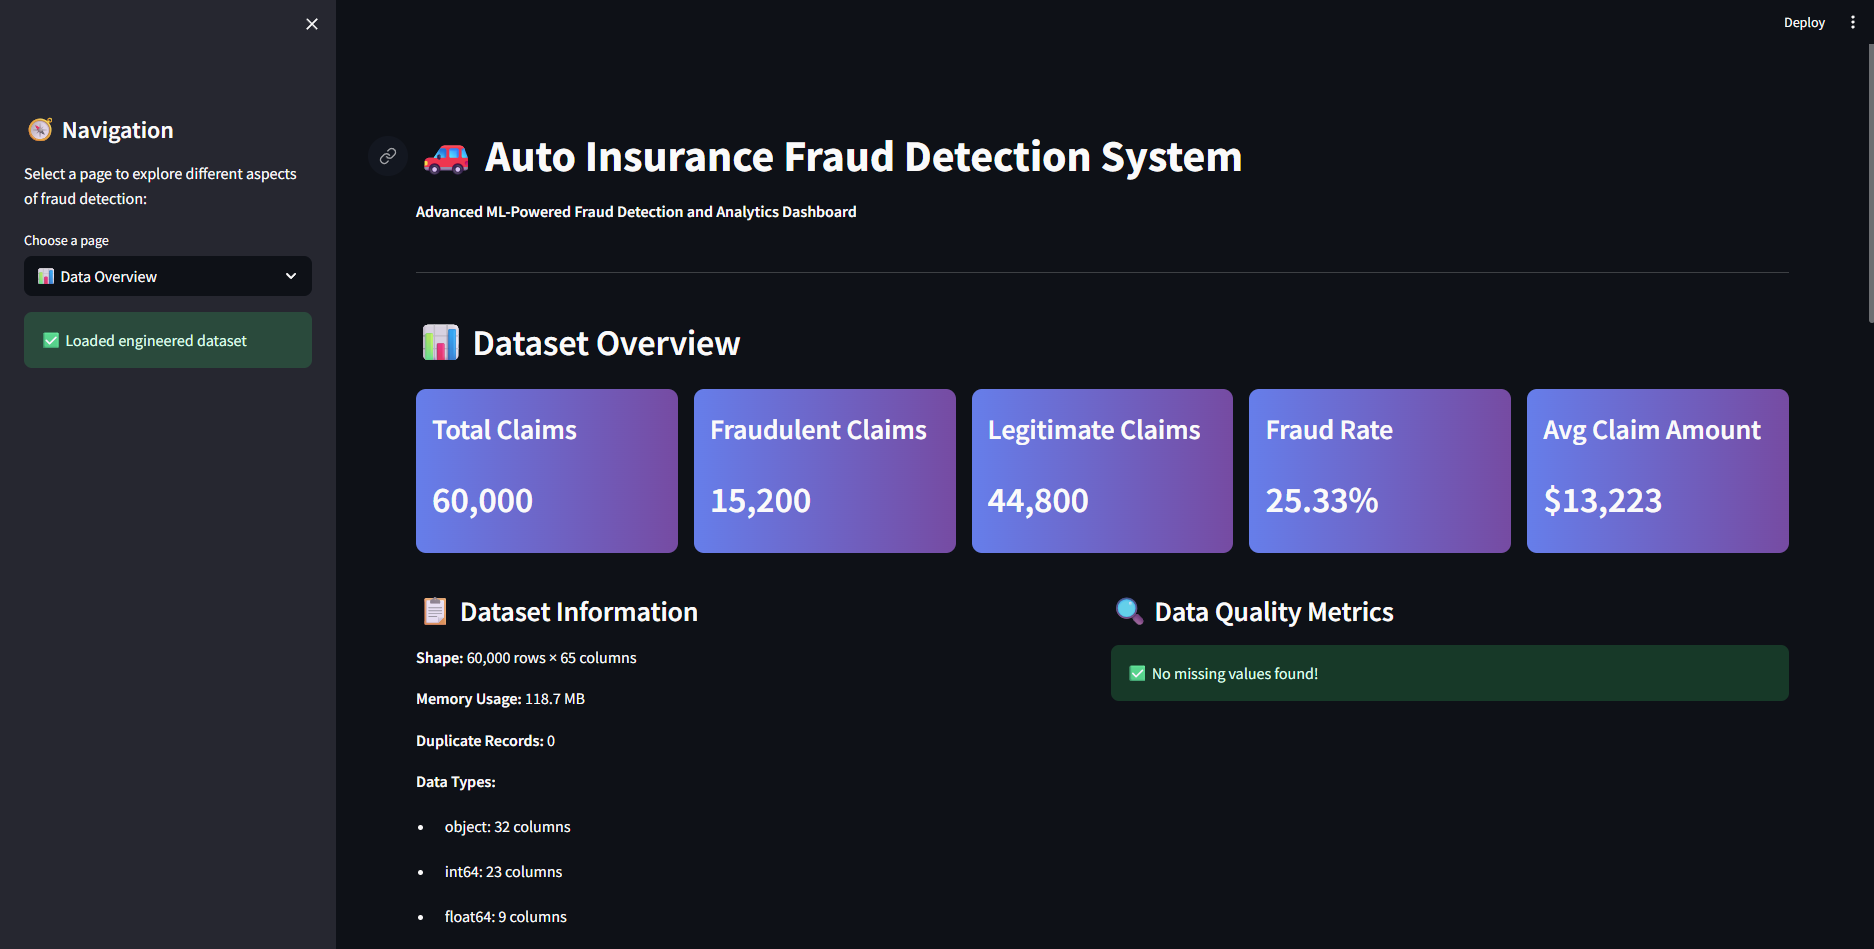 Deploy
Navigation
Select a page to explore different aspects
of fraud detection:
Choose a page
Data Overview
Loaded engineered dataset
Auto Insurance Fraud Detection System
Advanced ML-Powered Fraud Detection and Analytics Dashboard
Dataset Overview
Total Claims
60,000
Fraudulent Claims
15,200
Legitimate Claims
44,800
Fraud Rate
25.33%
Avg Claim Amount
$13,223
Dataset Information
Shape: 60,000 rows × 65 columns
Memory Usage: 118.7 MB
Duplicate Records: 0
Data Types:
object: 32 columns
int64: 23 columns
float64: 9 columns
Data Quality Metrics
No missing values found!